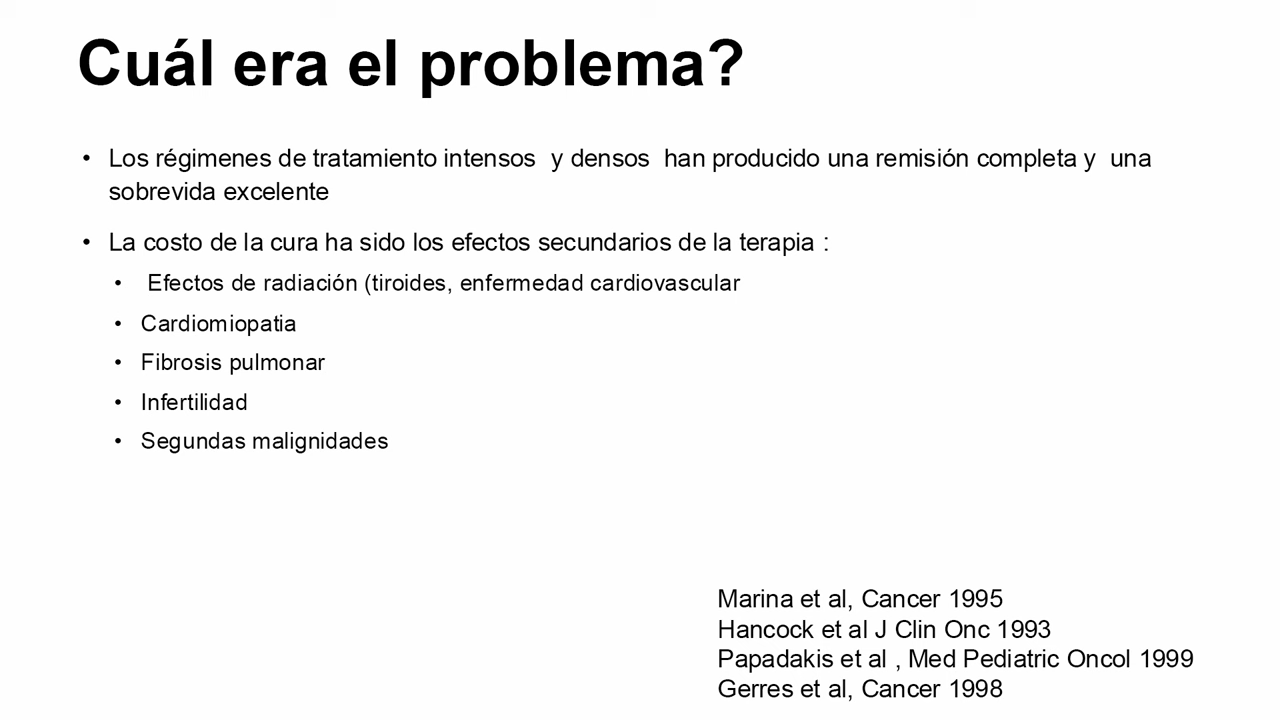 Cuál era el problema?
• Los régimenes de tratamiento intensos y densos han producido una remisión completa y una
sobrevida excelente
• La costo de la cura ha sido los efectos secundarios de la terapia :
• Efectos de radiación (tiroides, enfermedad cardiovascular
• Cardiomiopatia
• Fibrosis pulmonar
• Infertilidad
• Segundas malignidades
Marina et al, Cancer 1995
Hancock et al J Clin Onc 1993
Papadakis et al , Med Pediatric Oncol 1999
Gerres et al, Cancer 1998